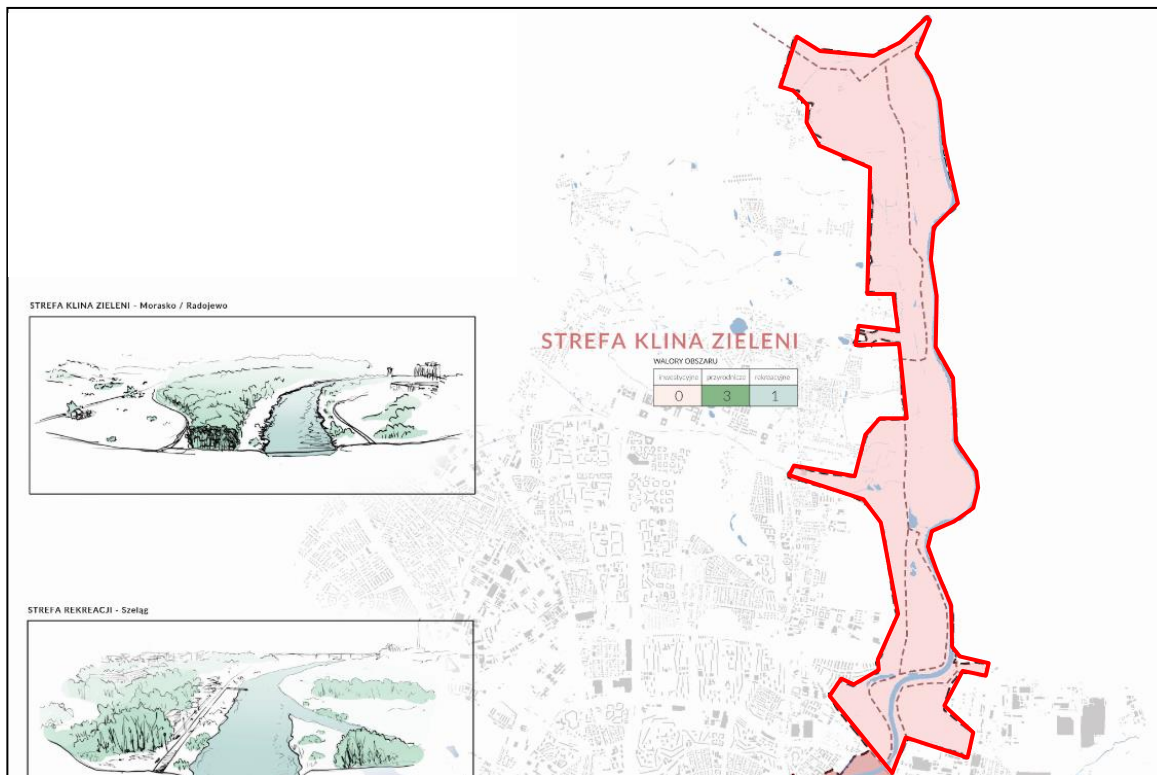 STREFA KLINA ZIELENI - Morasko / Radojewo
STREFA KLINA ZIELENI
WALORY OBSZARU
inwestycyjne przyrodnicze rekreacyjne
0 3 1
STREFA REKREACJI - Szeląg